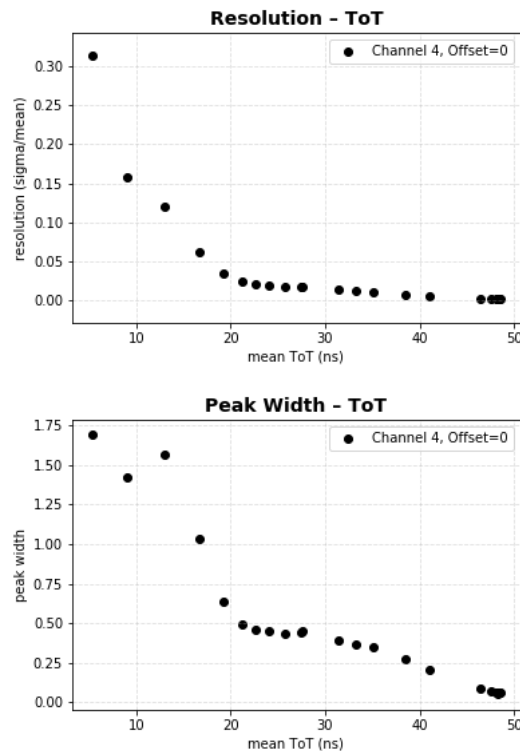 Resolution – ToT
Channel 4, Offset=0
resolution (sigma/mean)
0.30
0.25
0.20
0.15
0.10
0.05
0.00
10 20 30 40 50
mean ToT (ns)
Peak Width – ToT
Channel 4, Offset=0
peak width
1.75
1.50
1.25
1.00
0.75
0.50
0.25
0.00
10 20 30 40 50
mean ToT (ns)